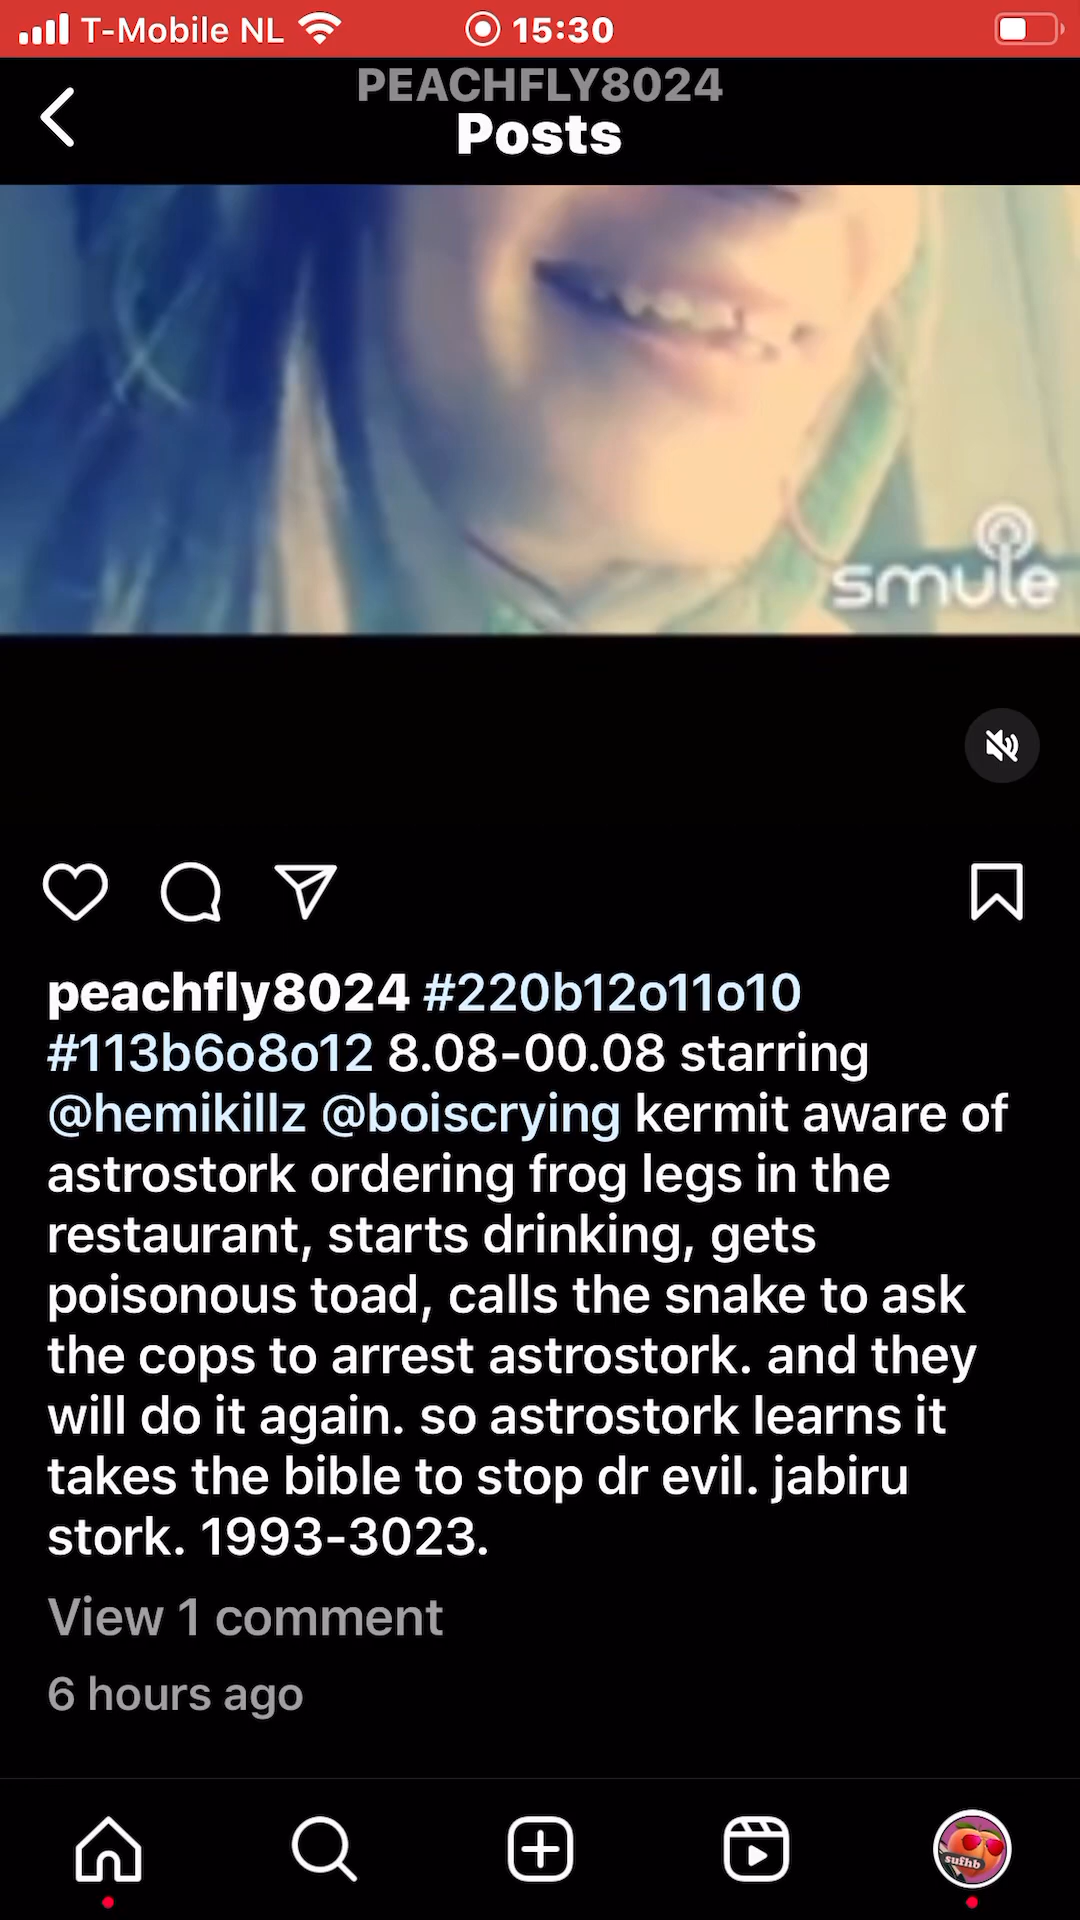 T-Mobile NL 15:30
PEACHFLY8024
Posts
smule
peachfly8024 #220b12o11o10
#113b6o8o12 8.08-00.08 starring
@hemikillz @boiscrying kermit aware of
astrostork ordering frog legs in the
restaurant, starts drinking, gets
poisonous toad, calls the snake to ask
the cops to arrest astrostork. and they
will do it again. so astrostork learns it
takes the bible to stop dr evil. jabiru
stork. 1993-3023.
View 1 comment
6 hours ago
sufhb